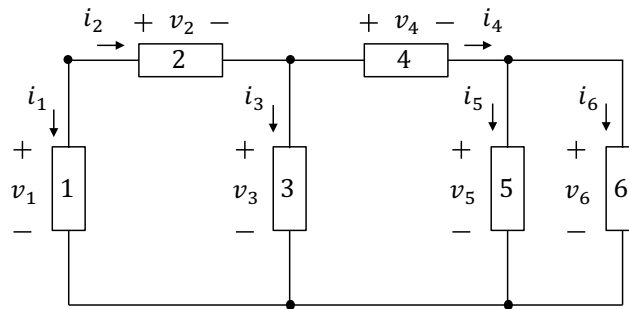 i₂ + v₂ − + v₄ − i₄
2 4
i₁ i₃ i₅ i₆
+ + + +
v₁ 1 v₃ 3 v₅ 5 v₆ 6
− − − −